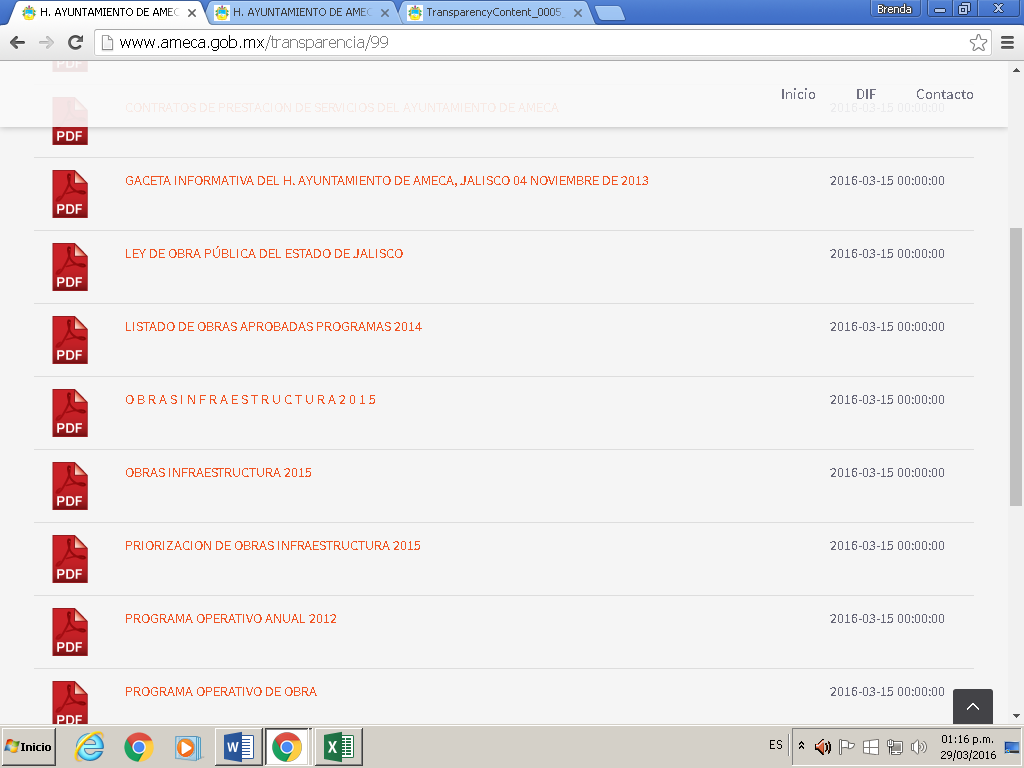 H. AYUNTAMIENTO DE AMEC
H. AYUNTAMIENTO DE AMEC
TransparencyContent_0005_
Brenda
www.ameca.gob.mx/transparencia/99
PDF
Inicio
DIF
Contacto
CONTRATOS DE PRESTACION DE SERVICIOS DEL AYUNTAMIENTO DE AMECA
2016-03-15 00:00:00
PDF
GACETA INFORMATIVA DEL H. AYUNTAMIENTO DE AMECA, JALISCO 04 NOVIEMBRE DE 2013
2016-03-15 00:00:00
PDF
LEY DE OBRA PÚBLICA DEL ESTADO DE JALISCO
2016-03-15 00:00:00
PDF
LISTADO DE OBRAS APROBADAS PROGRAMAS 2014
2016-03-15 00:00:00
PDF
O B R A S I N F R A E S T R U C T U R A 2 0 1 5
2016-03-15 00:00:00
PDF
OBRAS INFRAESTRUCTURA 2015
2016-03-15 00:00:00
PDF
PRIORIZACION DE OBRAS INFRAESTRUCTURA 2015
2016-03-15 00:00:00
PDF
PROGRAMA OPERATIVO ANUAL 2012
2016-03-15 00:00:00
PDF
PROGRAMA OPERATIVO DE OBRA
2016-03-15 00:00:00
PDF
Inicio
ES
01:16 p.m.
29/03/2016